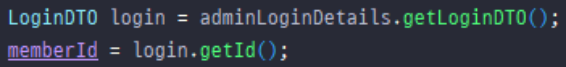 LoginDTO login = adminLoginDetails.getLoginDTO();
memberId = login.getId();